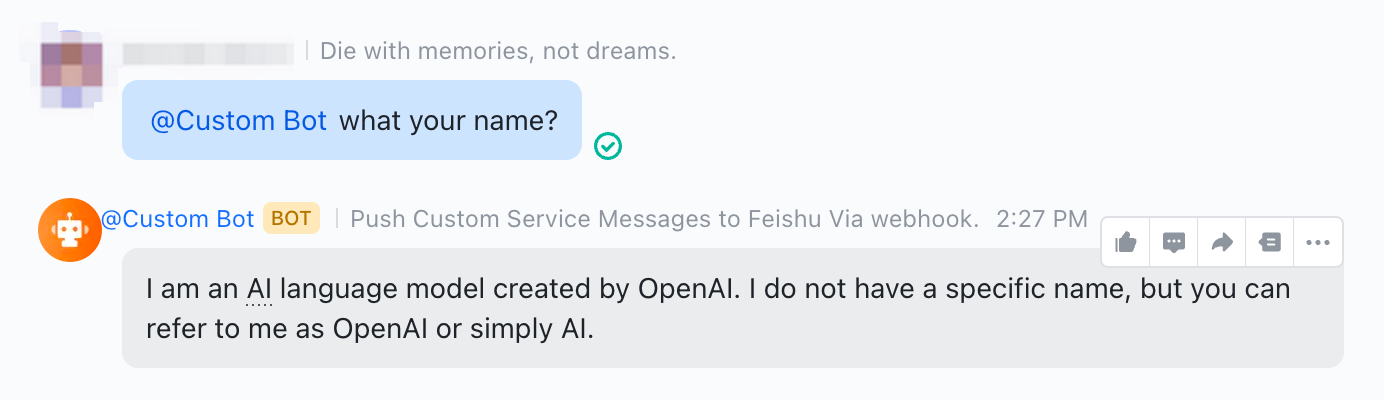 Die with memories, not dreams.
@Custom Bot what your name?
@Custom Bot BOT Push Custom Service Messages to Feishu Via webhook. 2:27 PM
I am an AI language model created by OpenAI. I do not have a specific name, but you can
refer to me as OpenAI or simply AI.